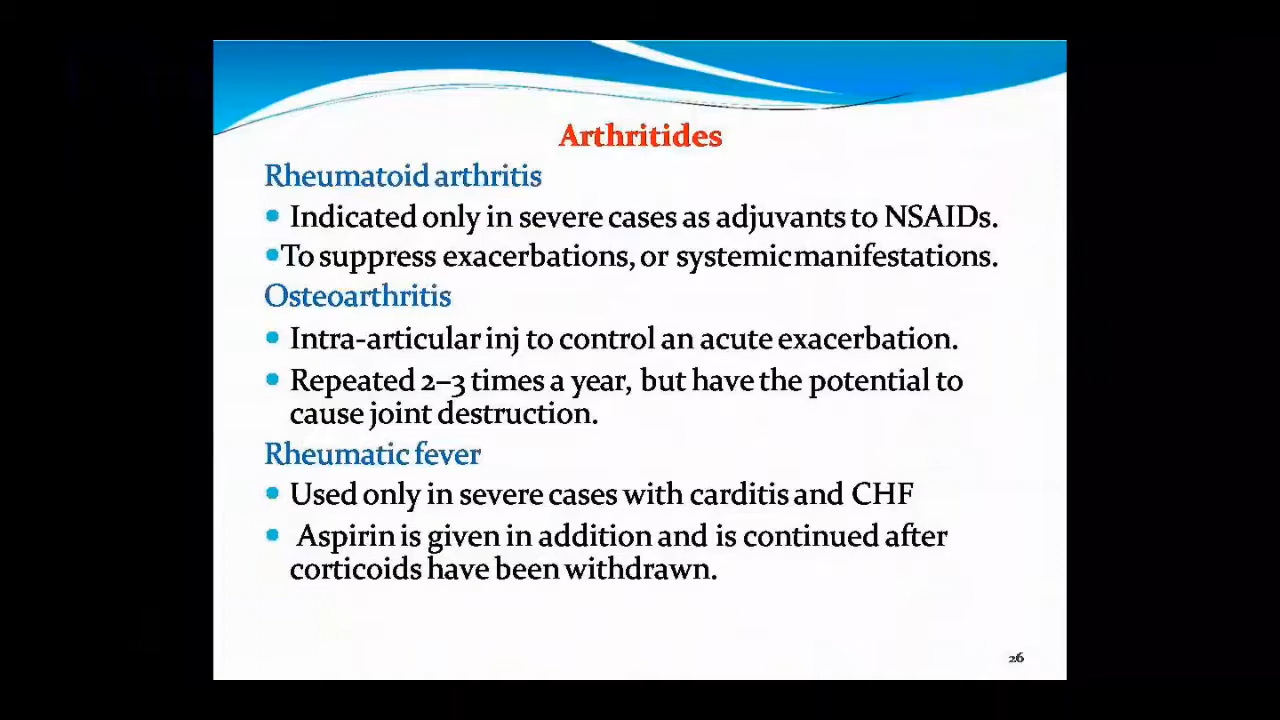 Arthritides
Rheumatoid arthritis
• Indicated only in severe cases as adjuvants to NSAIDs.
•To suppress exacerbations, or systemic manifestations.
Osteoarthritis
• Intra-articular inj to control an acute exacerbation.
• Repeated 2–3 times a year, but have the potential to
cause joint destruction.
Rheumatic fever
• Used only in severe cases with carditis and CHF
• Aspirin is given in addition and is continued after
corticoids have been withdrawn.
26